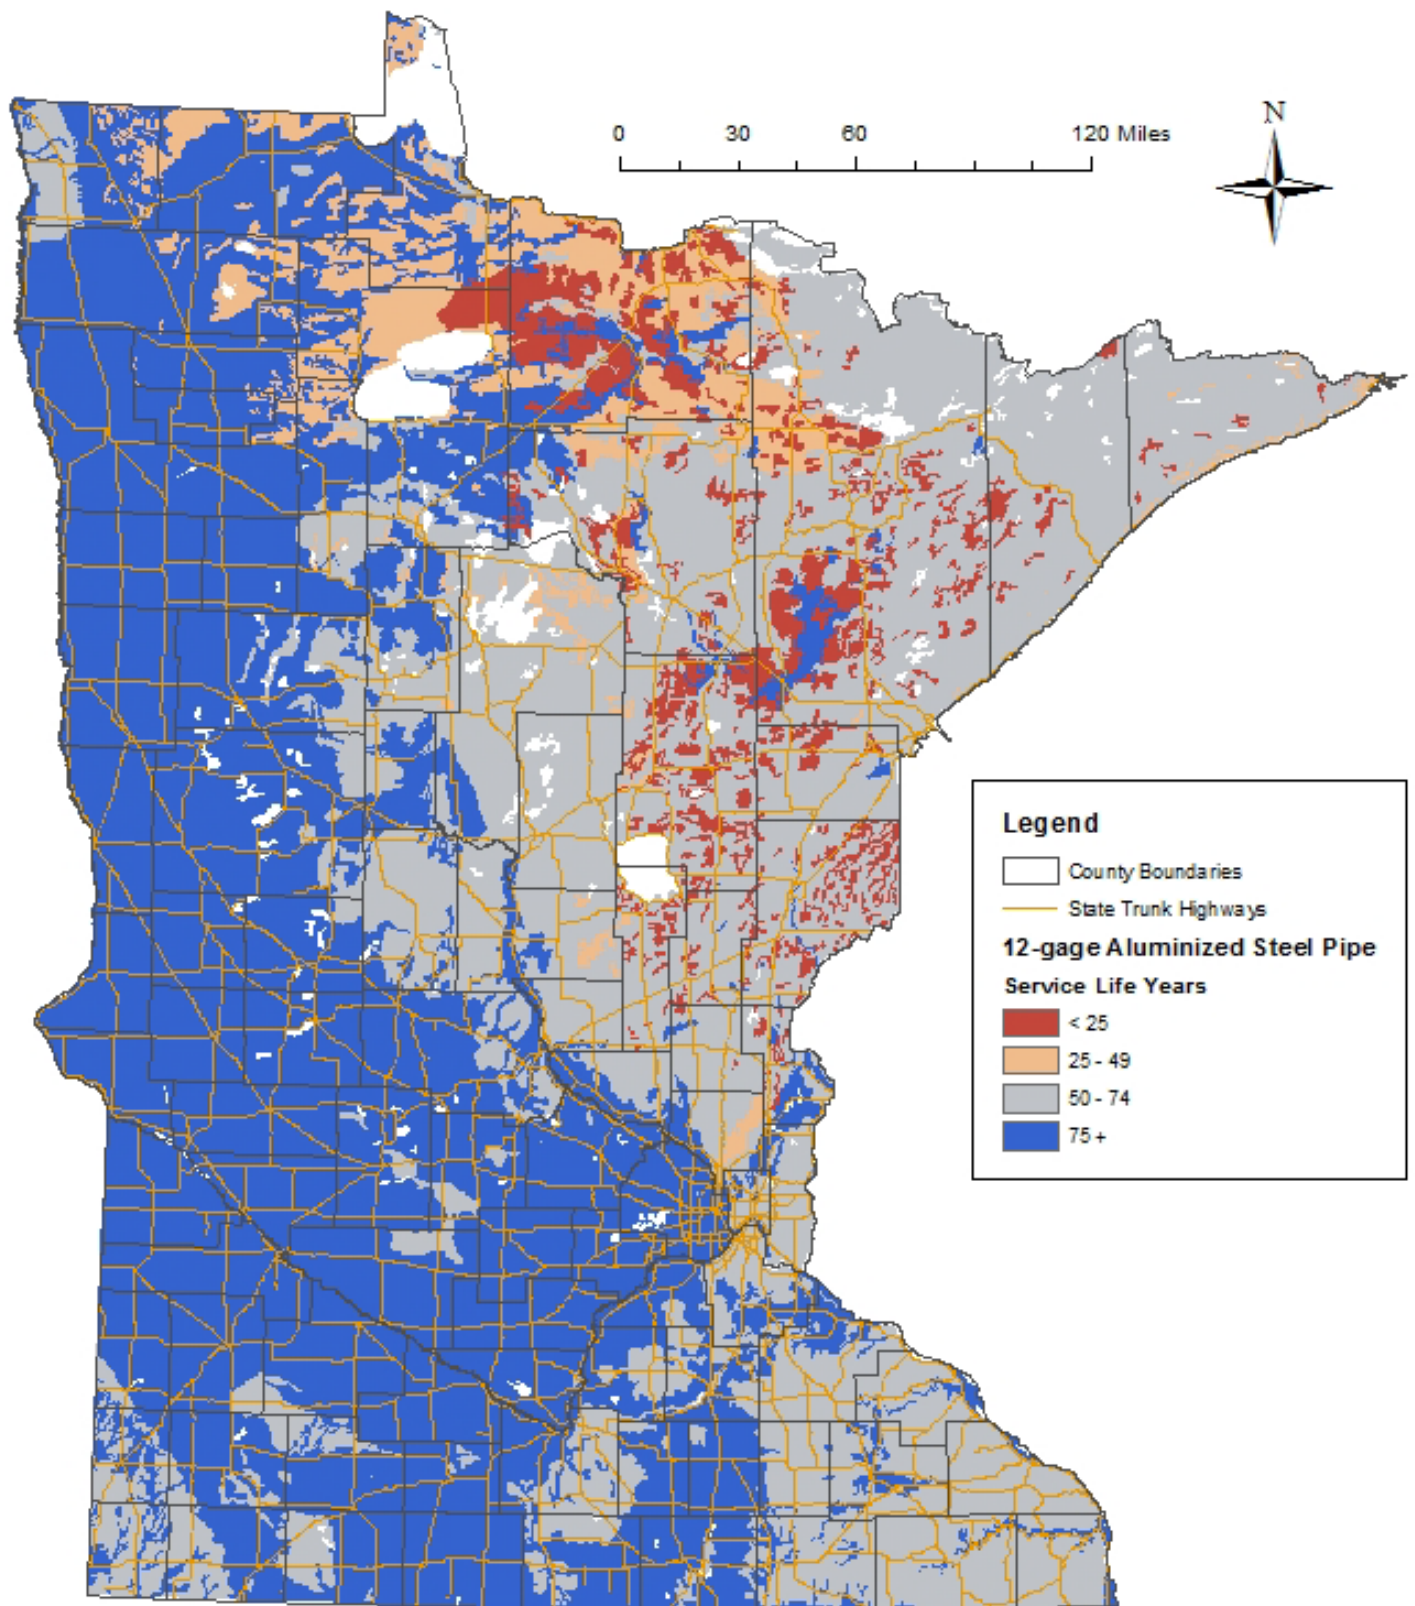 N
0 30 60 120 Miles
Legend
County Boundaries
State Trunk Highways
12-gage Aluminized Steel Pipe
Service Life Years
< 25
25 - 49
50 - 74
75 +